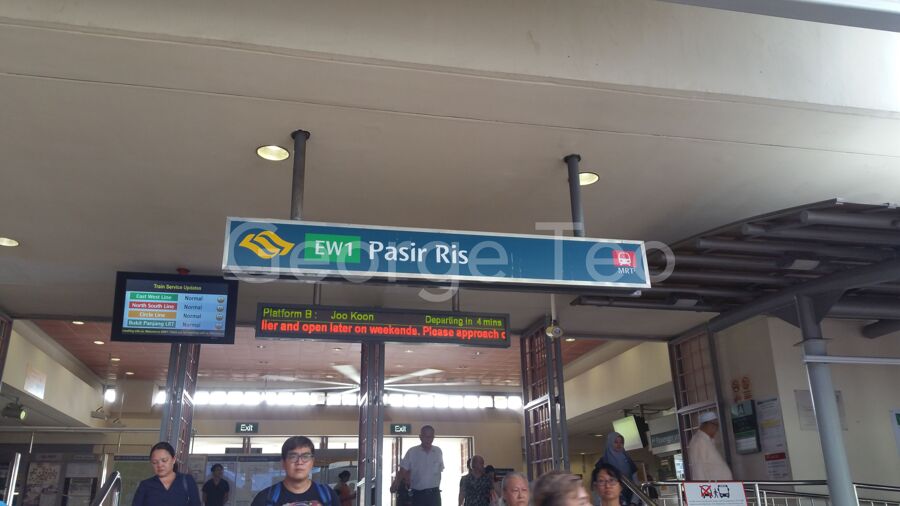 EW1 Pasir Ris
MRT
Train Service Updates
East West Line Normal
North South Line Normal
Circle Line Normal
Bukit Panjang LRT Normal
Platform B : Joo Koon Departing in 4 mins
lier and open later on weekends. Please approach
Exit
Exit
George Teo